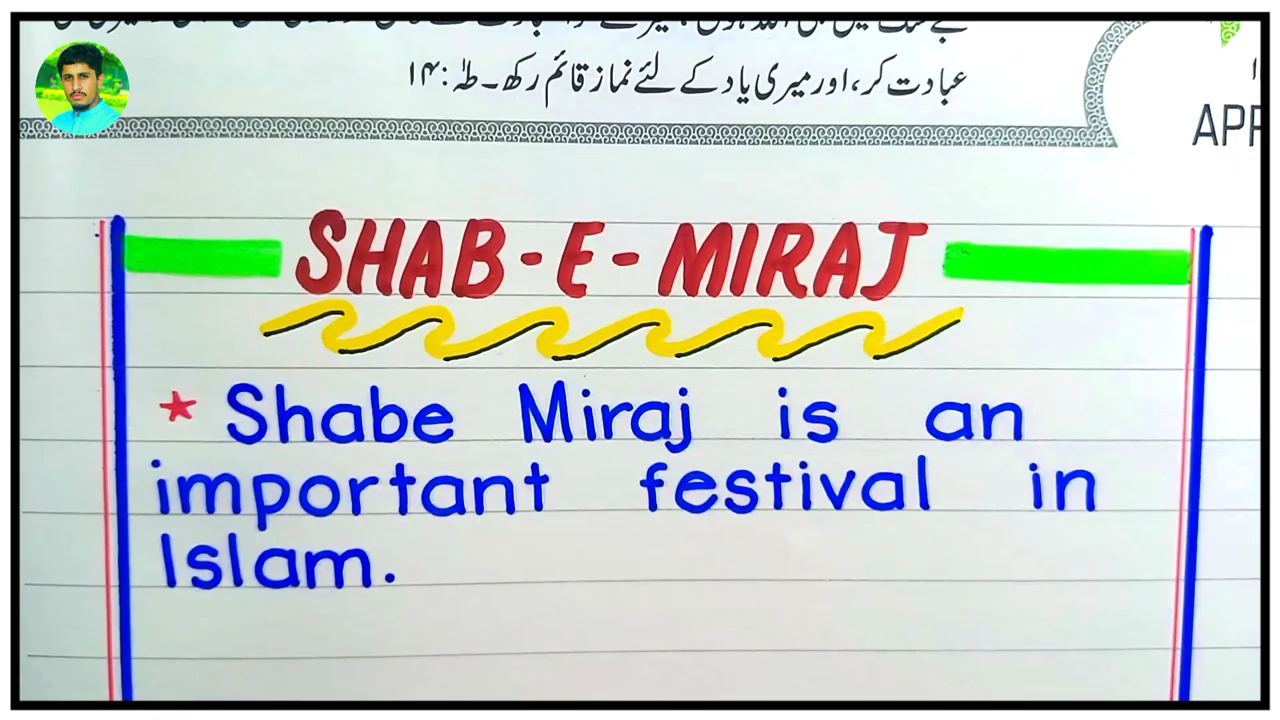 عبادت کر، اور میری یاد کے لئے نماز قائم رکھ۔ طہٰ: ۱۴
SHAB-E-MIRAJ
* Shabe Miraj is an
important festival in
Islam.